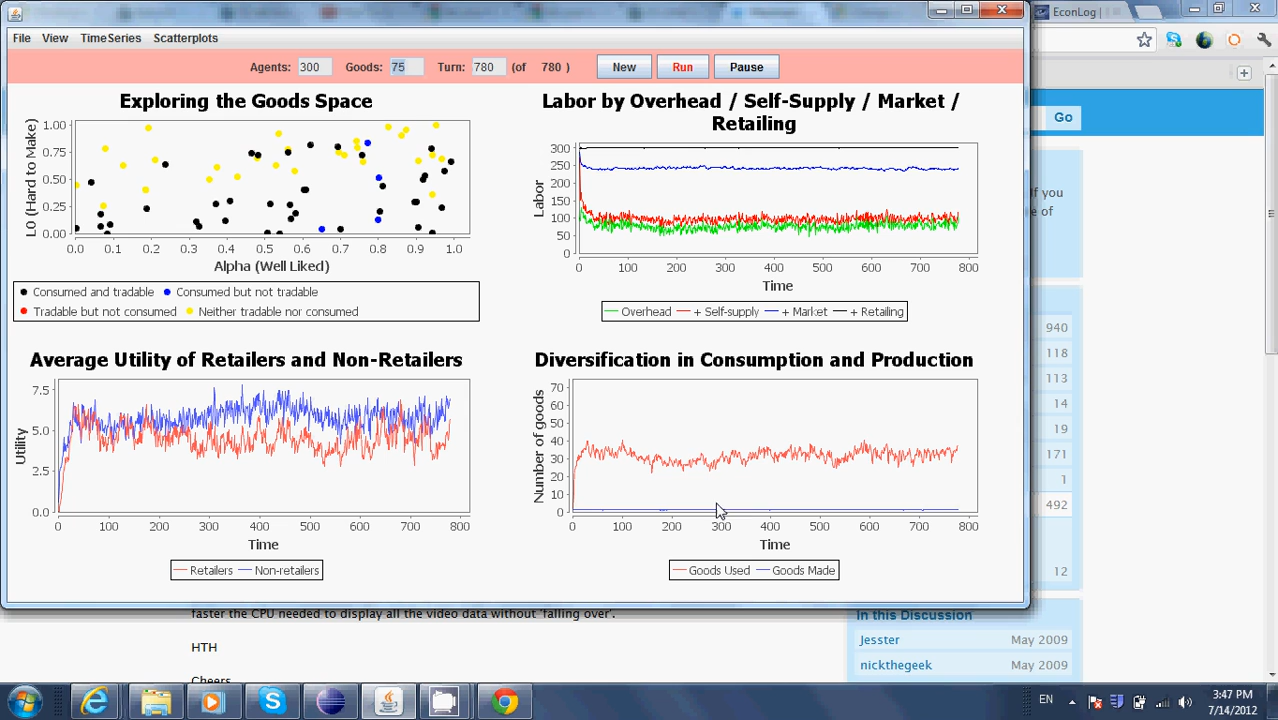 EconLog |
File View TimeSeries Scatterplots
Agents: 300 Goods: 75 Turn: 780 (of 780 ) New Run Pause
Go
Exploring the Goods Space
L0 (Hard to Make)
1.00
0.75
0.50
0.25
0.00
0.0 0.1 0.2 0.3 0.4 0.5 0.6 0.7 0.8 0.9 1.0
Alpha (Well Liked)
Consumed and tradable Consumed but not tradable
Tradable but not consumed Neither tradable nor consumed
Labor by Overhead / Self-Supply / Market /
Retailing
Labor
300
250
200
150
100
50
0
0 100 200 300 400 500 600 700 800
Time
Overhead + Self-supply + Market + Retailing
Average Utility of Retailers and Non-Retailers
Utility
7.5
5.0
2.5
0.0
0 100 200 300 400 500 600 700 800
Time
Retailers Non-retailers
Diversification in Consumption and Production
Number of goods
70
60
50
40
30
20
10
0
0 100 200 300 400 500 600 700 800
Time
Goods Used Goods Made
if you
e of
940
118
113
14
19
171
1
492
12
faster the CPU needed to display all the video data without 'falling over'.
HTH
Cheers
In this Discussion
Jesster May 2009
nickthegeek May 2009
EN
3:47 PM
7/14/2012